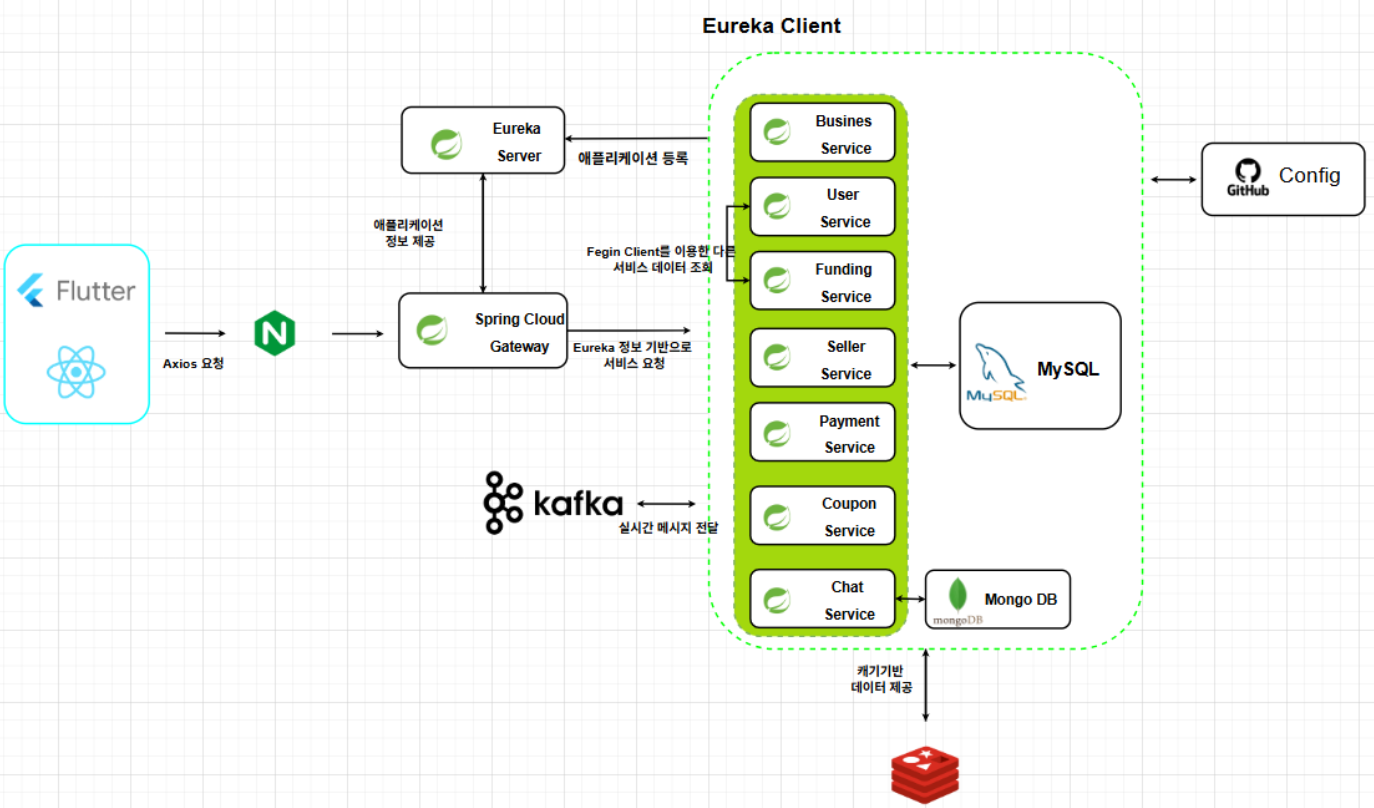 Eureka Client
Eureka
Server
애플리케이션 등록
애플리케이션
정보 제공
Flutter
Axios 요청
N
Spring Cloud
Gateway
Eureka 정보 기반으로
서비스 요청
Busines
Service
User
Service
Fegin Client를 이용한 다른
서비스 데이터 조회
Funding
Service
Seller
Service
Payment
Service
Coupon
Service
Chat
Service
kafka
실시간 메시지 전달
MySQL
MySQL
mongoDB
Mongo DB
GitHub
Config
캐기기반
데이터 제공